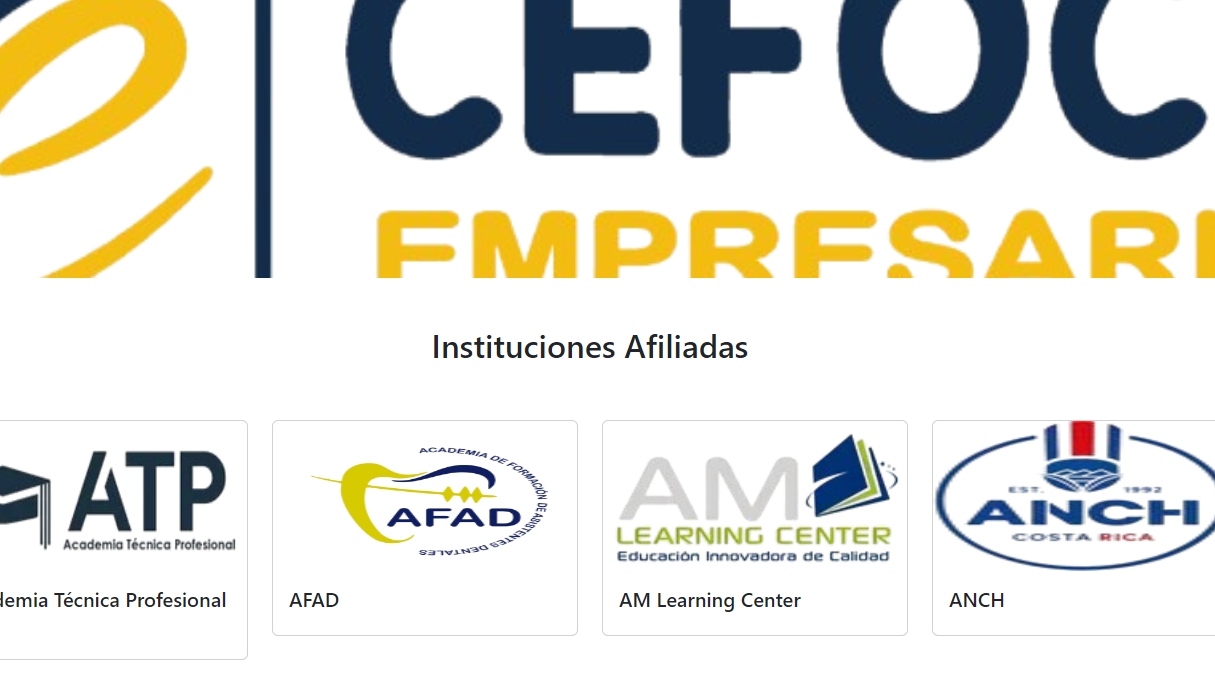 CEFOC
EMPRESARI
Instituciones Afiliadas
ATP
Academia Técnica Profesional
demia Técnica Profesional
ACADEMIA DE FORMACIÓN DE ASISTENTES DENTALES
AFAD
AFAD
AM
LEARNING CENTER
Educación Innovadora de Calidad
AM Learning Center
EST. 1992
ANCH
COSTA RICA
ANCH